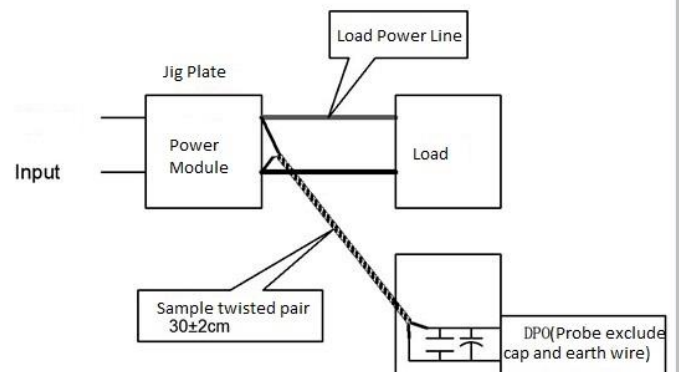 Load Power Line
Jig Plate
Power
Module
Load
Input
Sample twisted pair
30±2cm
DPO(Probe exclude
cap and earth wire)